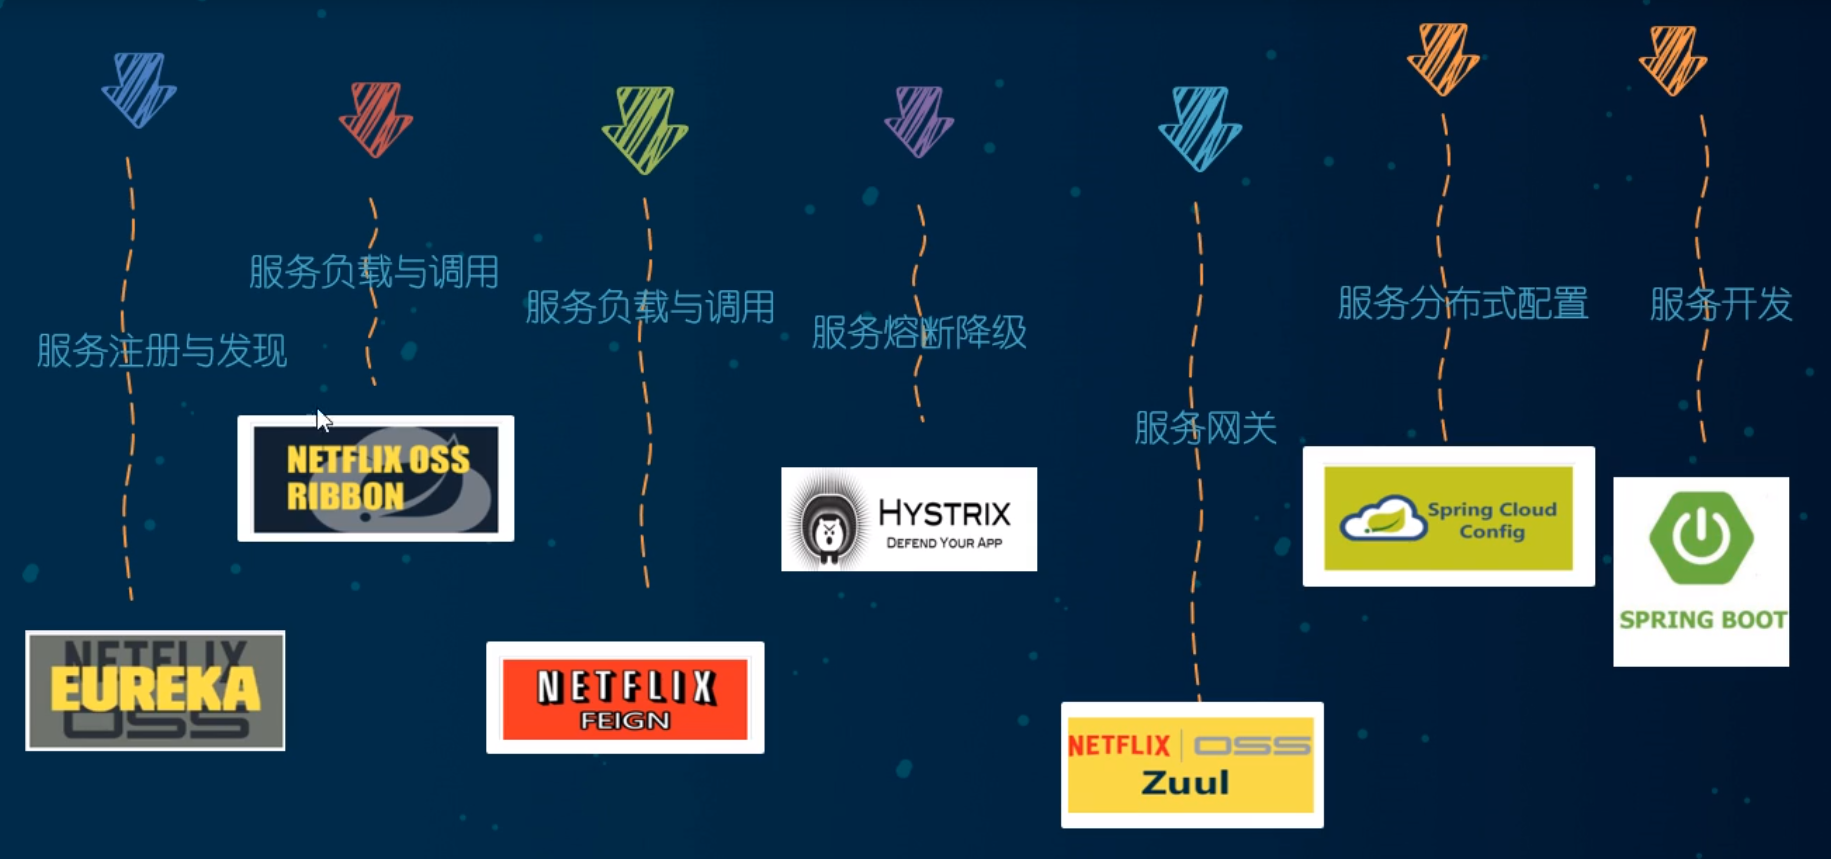 服务注册与发现
NETFLIX
EUREKA
OSS
服务负载与调用
NETFLIX OSS
RIBBON
服务负载与调用
NETFLIX
FEIGN
服务熔断降级
HYSTRIX
DEFEND YOUR APP
服务网关
NETFLIX OSS
Zuul
服务分布式配置
Spring Cloud
Config
服务开发
SPRING BOOT